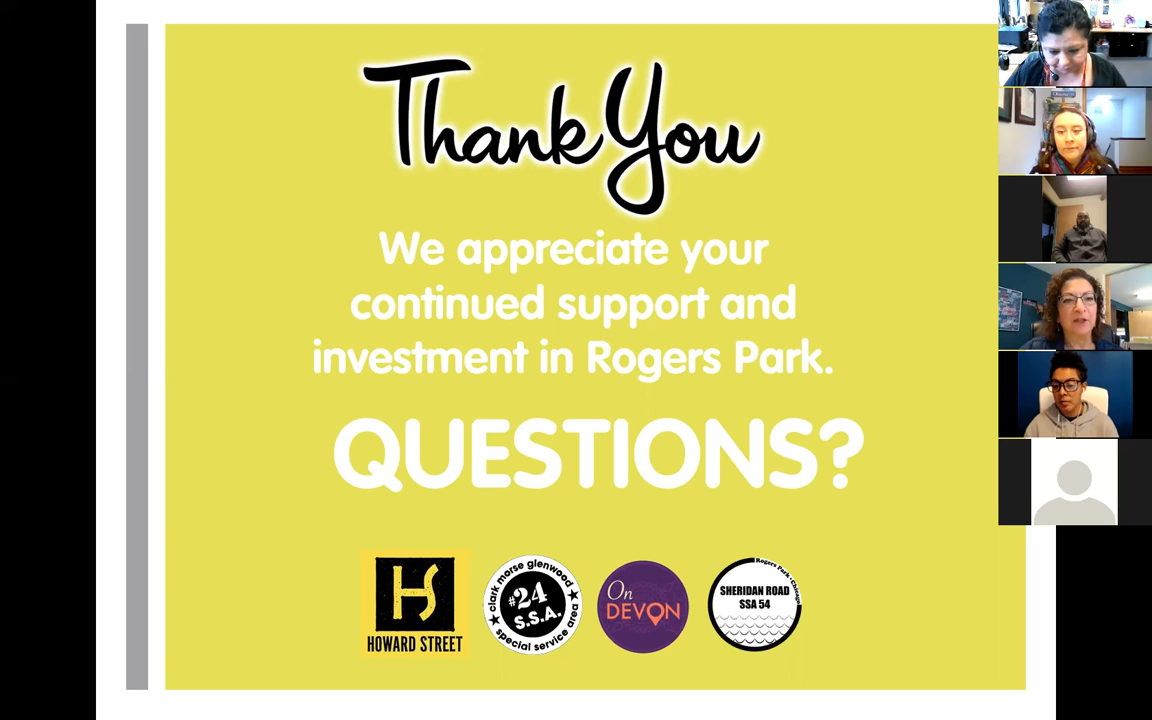 Thank You
We appreciate your
continued support and
investment in Rogers Park.
QUESTIONS?
HOWARD STREET
clark morse glenwood
#24
S.S.A.
special service area
On
DEVON
Rogers Park • Chicago
SHERIDAN ROAD
SSA 54